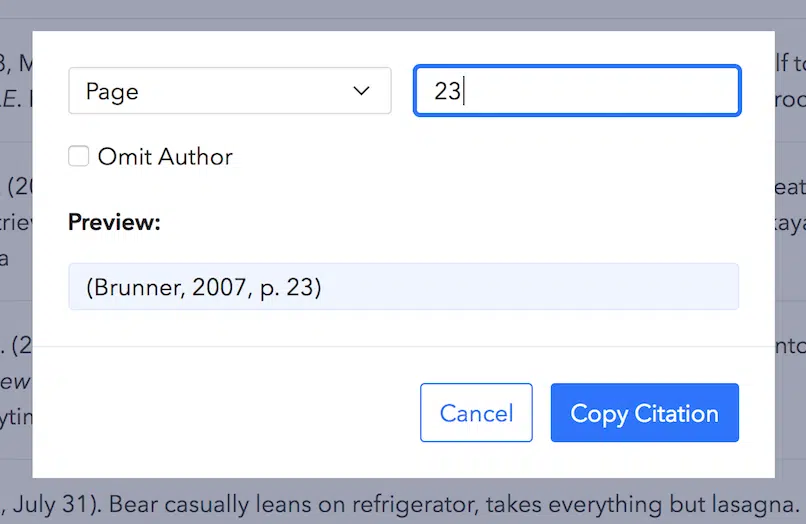 Page
23
Omit Author
Preview:
(Brunner, 2007, p. 23)
Cancel
Copy Citation
, July 31). Bear casually leans on refrigerator, takes everything but lasagna.